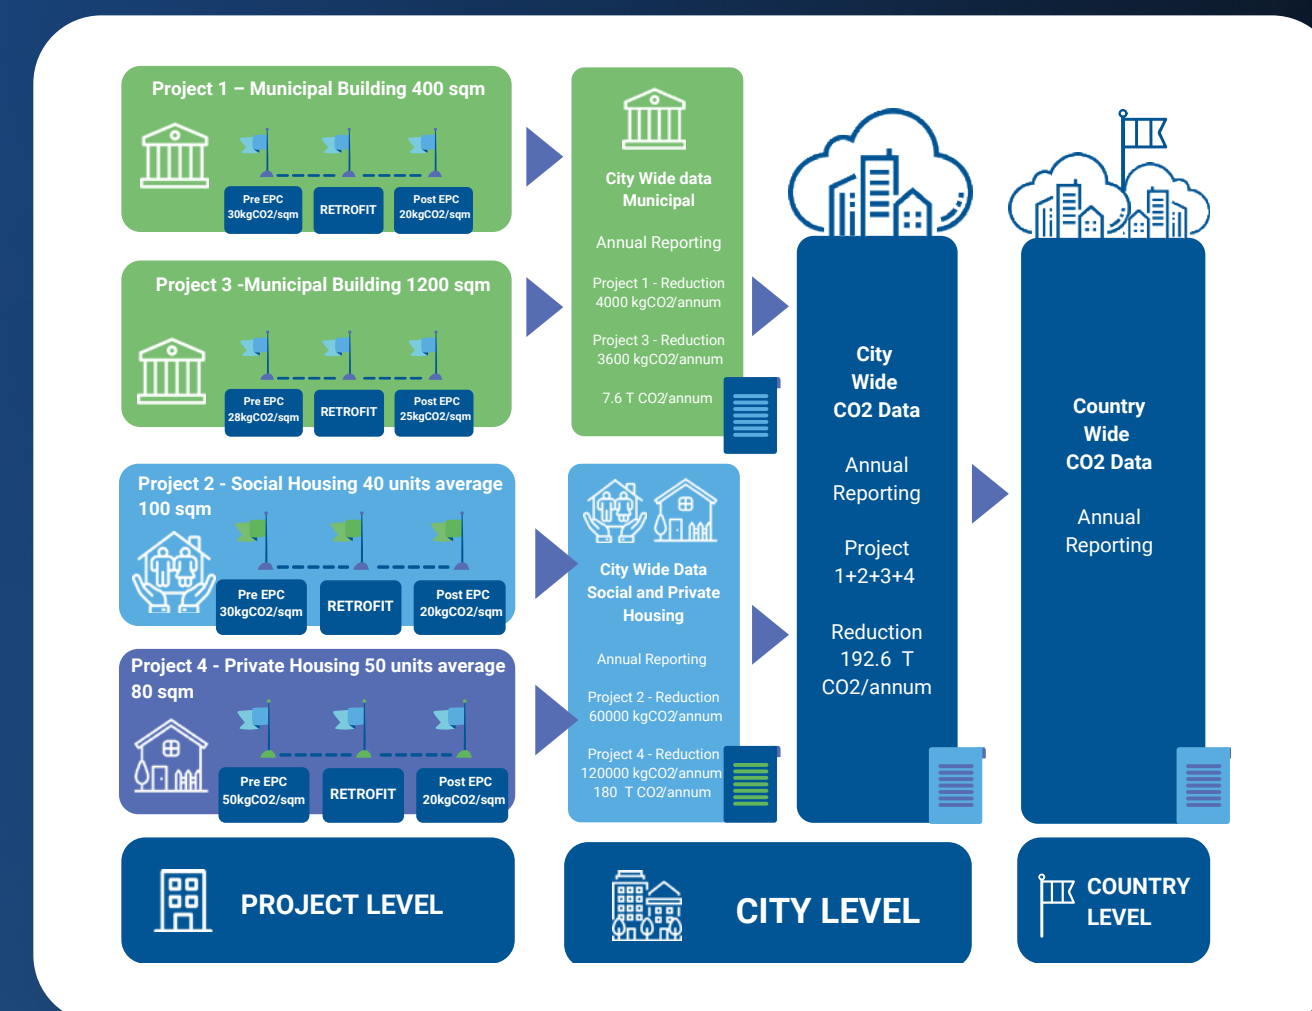 Project 1 – Municipal Building 400 sqm
Pre EPC
30kgCO2/sqm
RETROFIT
Post EPC
20kgCO2/sqm
Project 3 -Municipal Building 1200 sqm
Pre EPC
28kgCO2/sqm
RETROFIT
Post EPC
25kgCO2/sqm
Project 2 - Social Housing 40 units average
100 sqm
Pre EPC
30kgCO2/sqm
RETROFIT
Post EPC
20kgCO2/sqm
Project 4 - Private Housing 50 units average
80 sqm
Pre EPC
50kgCO2/sqm
RETROFIT
Post EPC
20kgCO2/sqm
PROJECT LEVEL
City Wide data
Municipal
Annual Reporting
Project 1 - Reduction
4000 kgCO2/annum
Project 3 - Reduction
3600 kgCO2/annum
7.6 T CO2/annum
City Wide Data
Social and Private
Housing
Annual Reporting
Project 2 - Reduction
60000 kgCO2/annum
Project 4 - Reduction
120000 kgCO2/annum
180 T CO2/annum
City
Wide
CO2 Data
Annual
Reporting
Project
1+2+3+4
Reduction
192.6 T
CO2/annum
CITY LEVEL
Country
Wide
CO2 Data
Annual
Reporting
COUNTRY
LEVEL